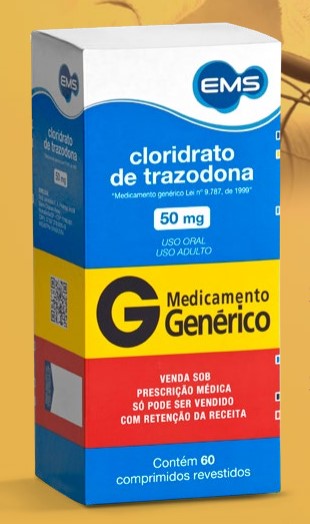 EMS
cloridrato
de trazodona
"Medicamento genérico Lei nº 9.787, de 1999"
50 mg
USO ORAL
USO ADULTO
G Medicamento
Genérico
VENDA SOB
PRESCRIÇÃO MÉDICA
SÓ PODE SER VENDIDO
COM RETENÇÃO DA RECEITA
Contém 60
comprimidos revestidos
EMS
cloridrato
de trazodona
50 mg